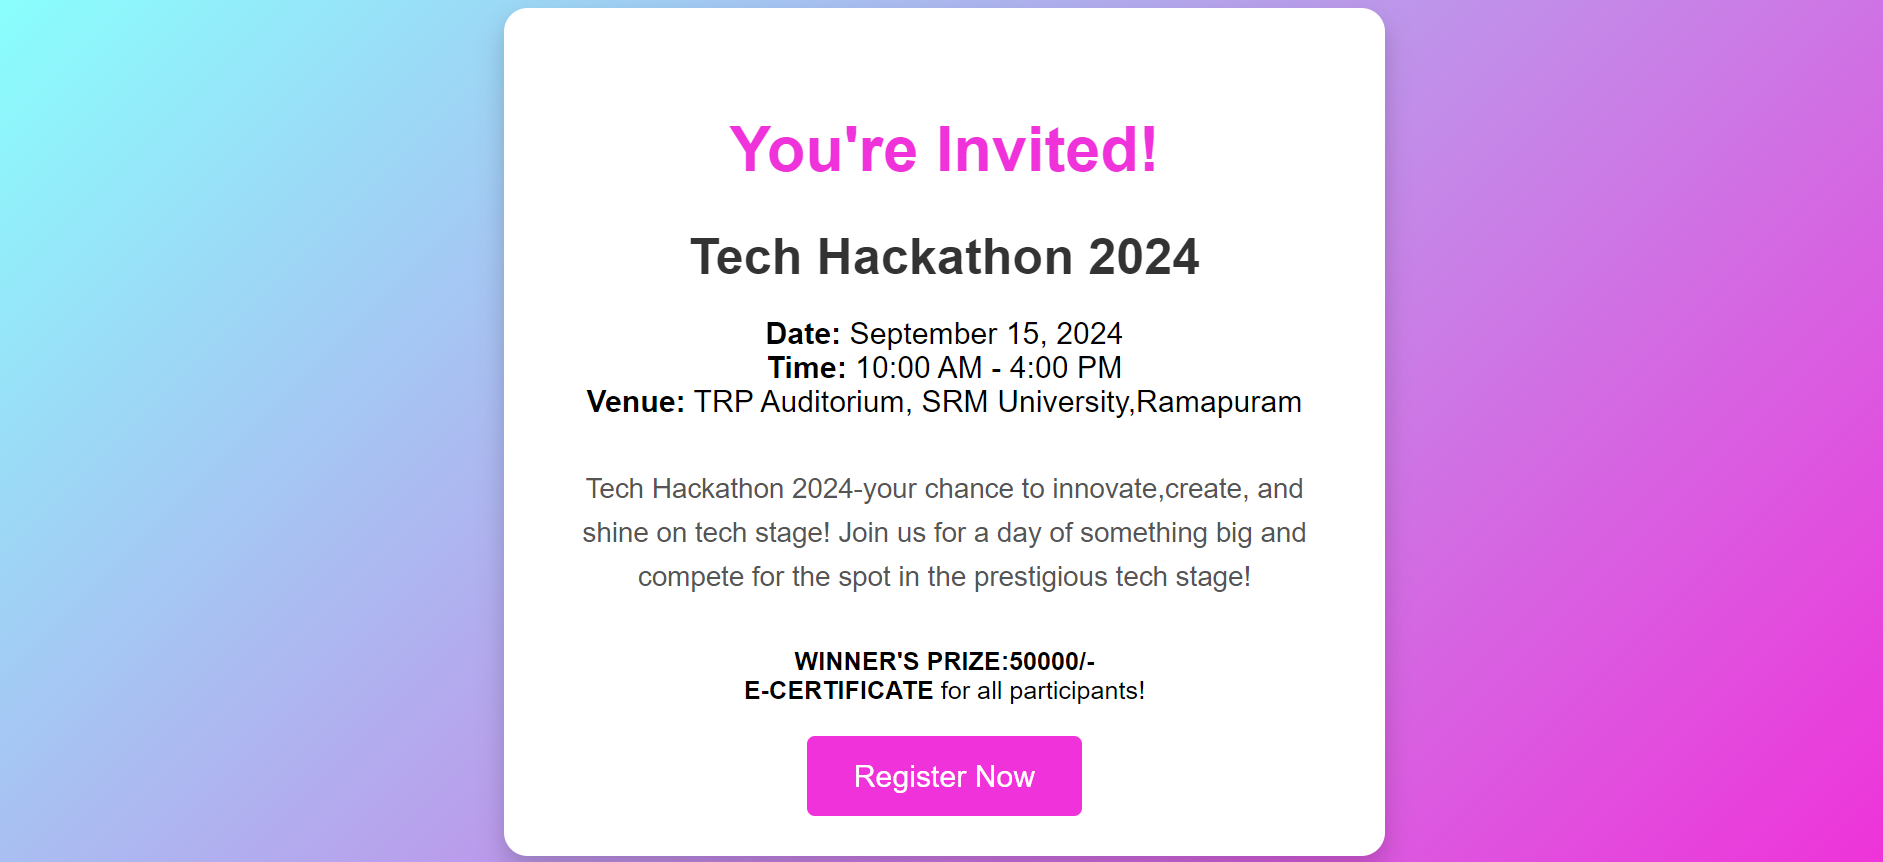 You're Invited!
Tech Hackathon 2024
Date: September 15, 2024
Time: 10:00 AM - 4:00 PM
Venue: TRP Auditorium, SRM University,Ramapuram
Tech Hackathon 2024-your chance to innovate,create, and
shine on tech stage! Join us for a day of something big and
compete for the spot in the prestigious tech stage!
WINNER'S PRIZE:50000/-
E-CERTIFICATE for all participants!
Register Now